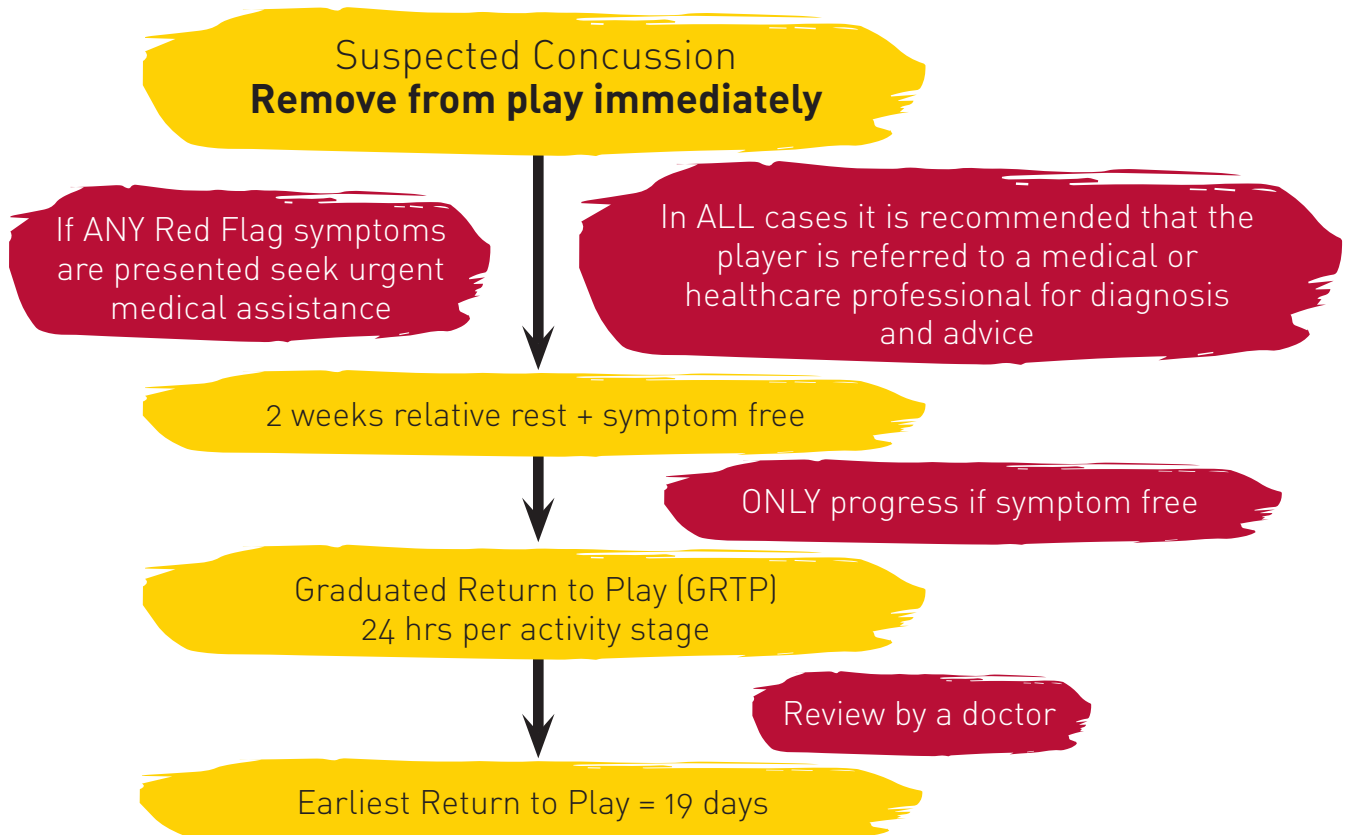 Suspected Concussion
Remove from play immediately
If ANY Red Flag symptoms
are presented seek urgent
medical assistance
In ALL cases it is recommended that the
player is referred to a medical or
healthcare professional for diagnosis
and advice
2 weeks relative rest + symptom free
ONLY progress if symptom free
Graduated Return to Play (GRTP)
24 hrs per activity stage
Review by a doctor
Earliest Return to Play = 19 days